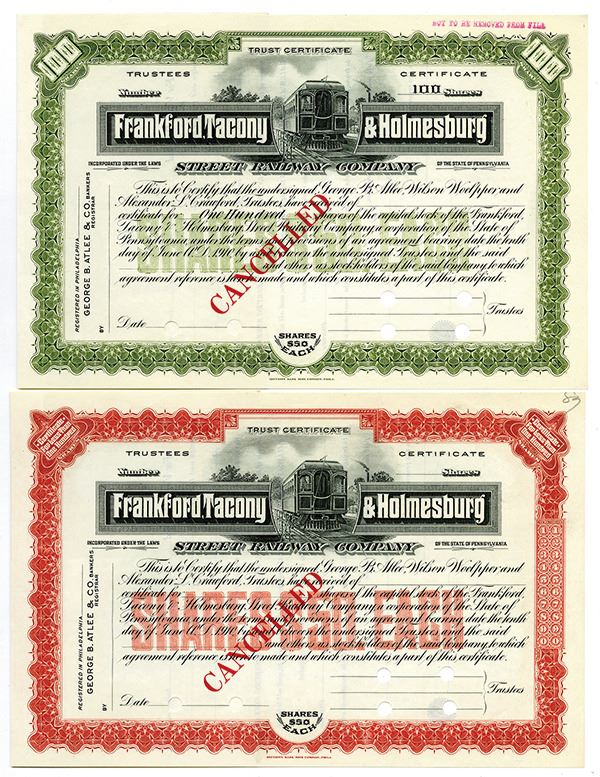 NOT TO BE REMOVED FROM FILE
100 TRUST CERTIFICATE 100
TRUSTEES CERTIFICATE
Number 100 Shares
Frankford, Tacony & Holmesburg
INCORPORATED UNDER THE LAWS STREET RAILWAY COMPANY OF THE STATE OF PENNSYLVANIA
This is to Certify that the undersigned, George B. Atlee, Wilson Woelpper and
Alexander L. Crawford, Trustees, have received of
certificates One Hundred shares of the capital stock of the Frankford
Tacony and Holmesburg Street Railway Company, a corporation of the State of
Pennsylvania under the terms and provisions of an agreement bearing date the tenth
day of June A.D. 1910 between the undersigned Trustees and the said
and others as stockholders of the said company, to which
agreement reference is hereby made and which constitutes a part of this certificate.
Date
Trustees
CANCELLED
SHARES
$50
EACH
REGISTERED IN PHILADELPHIA
GEORGE B. ATLEE & CO. BANKERS
REGISTRAR
BY
83
TRUST CERTIFICATE
TRUSTEES CERTIFICATE
Number Shares
Frankford, Tacony & Holmesburg
INCORPORATED UNDER THE LAWS STREET RAILWAY COMPANY OF THE STATE OF PENNSYLVANIA
This is to Certify that the undersigned, George B. Atlee, Wilson Woelpper and
Alexander L. Crawford, Trustees, have received of
certificates for shares of the capital stock of the Frankford
Tacony and Holmesburg Street Railway Company, a corporation of the State of
Pennsylvania under the terms and provisions of an agreement bearing date the tenth
day of June A.D. 1910 between the undersigned Trustees and the said
and others as stockholders of the said company, to which
agreement reference is hereby made and which constitutes a part of this certificate.
Date
Trustees
CANCELLED
SHARES
$50
EACH
REGISTERED IN PHILADELPHIA
GEORGE B. ATLEE & CO. BANKERS
REGISTRAR
BY